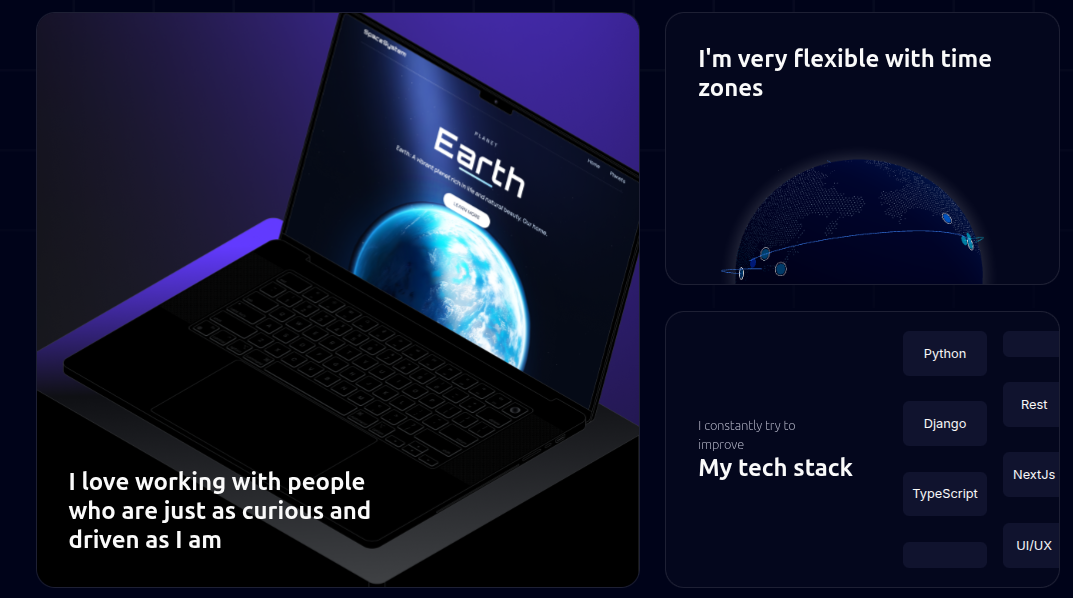 SpaceSystem
Home
Planets
PLANET
Earth
Earth: A vibrant planet rich in life and natural beauty. Our home.
LEARN MORE
I love working with people
who are just as curious and
driven as I am
I'm very flexible with time
zones
I constantly try to
improve
My tech stack
Python
Django
TypeScript
Rest
NextJs
UI/UX